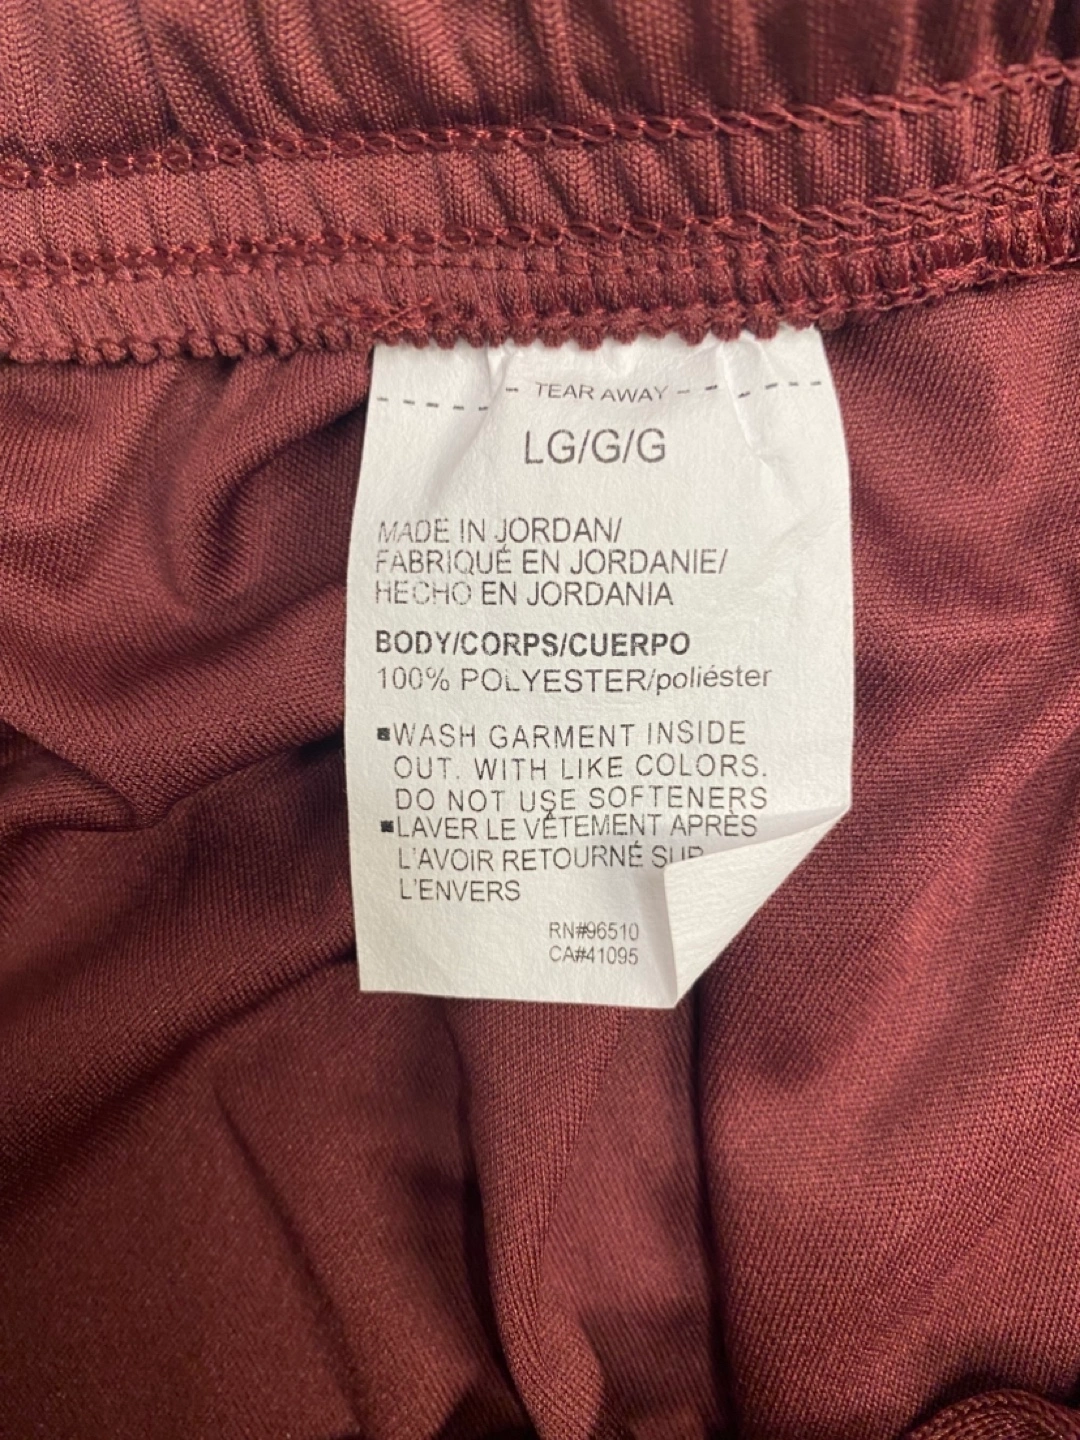 - TEAR AWAY -
LG/G/G
MADE IN JORDAN/
FABRIQUÉ EN JORDANIE/
HECHO EN JORDANIA
BODY/CORPS/CUERPO
100% POLYESTER/poliéster
▪WASH GARMENT INSIDE
OUT. WITH LIKE COLORS.
DO NOT USE SOFTENERS
▪LAVER LE VÊTEMENT APRÈS
L'AVOIR RETOURNÉ SUR
L'ENVERS
RN#96510
CA#41095